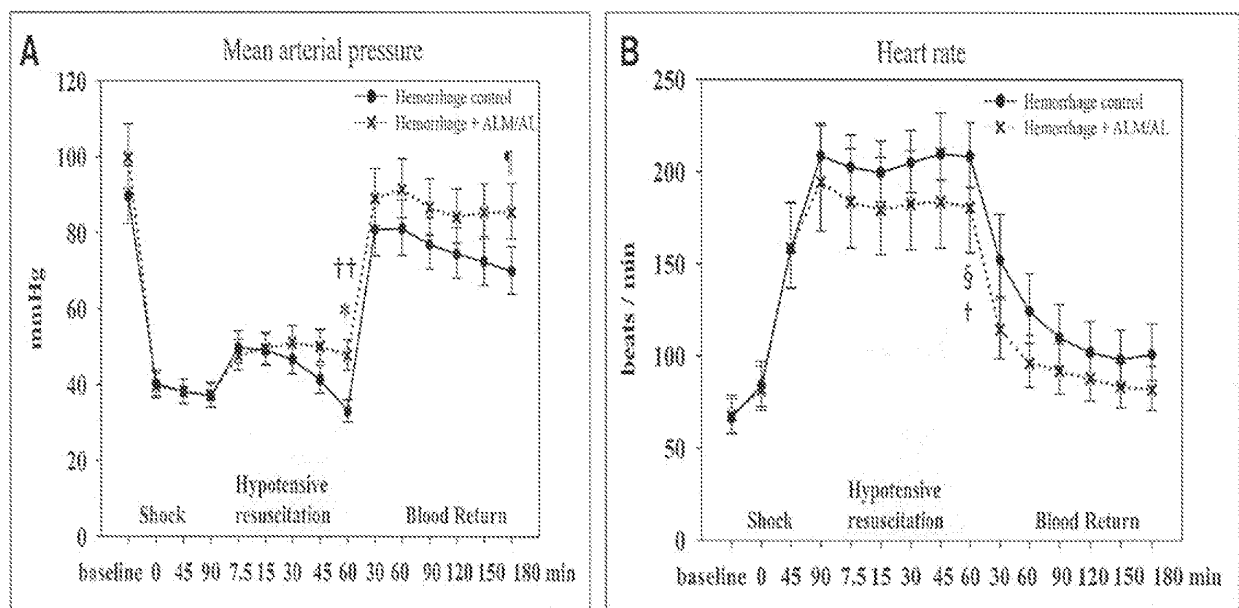 A
Mean arterial pressure
Hemorrhage control
Hemorrhage + ALM/AL
120
100
80
60
40
20
0
mmHg
¶
††
*
Shock
Hypotensive
resuscitation
Blood Return
baseline 0 45 90 7.5 15 30 45 60 30 60 90 120 150 180 min
B
Heart rate
Hemorrhage control
Hemorrhage + ALM/AL
250
200
150
100
50
0
beats / min
§
†
Shock
Hypotensive
resuscitation
Blood Return
baseline 0 45 90 7.5 15 30 45 60 30 60 90 120 150 180 min